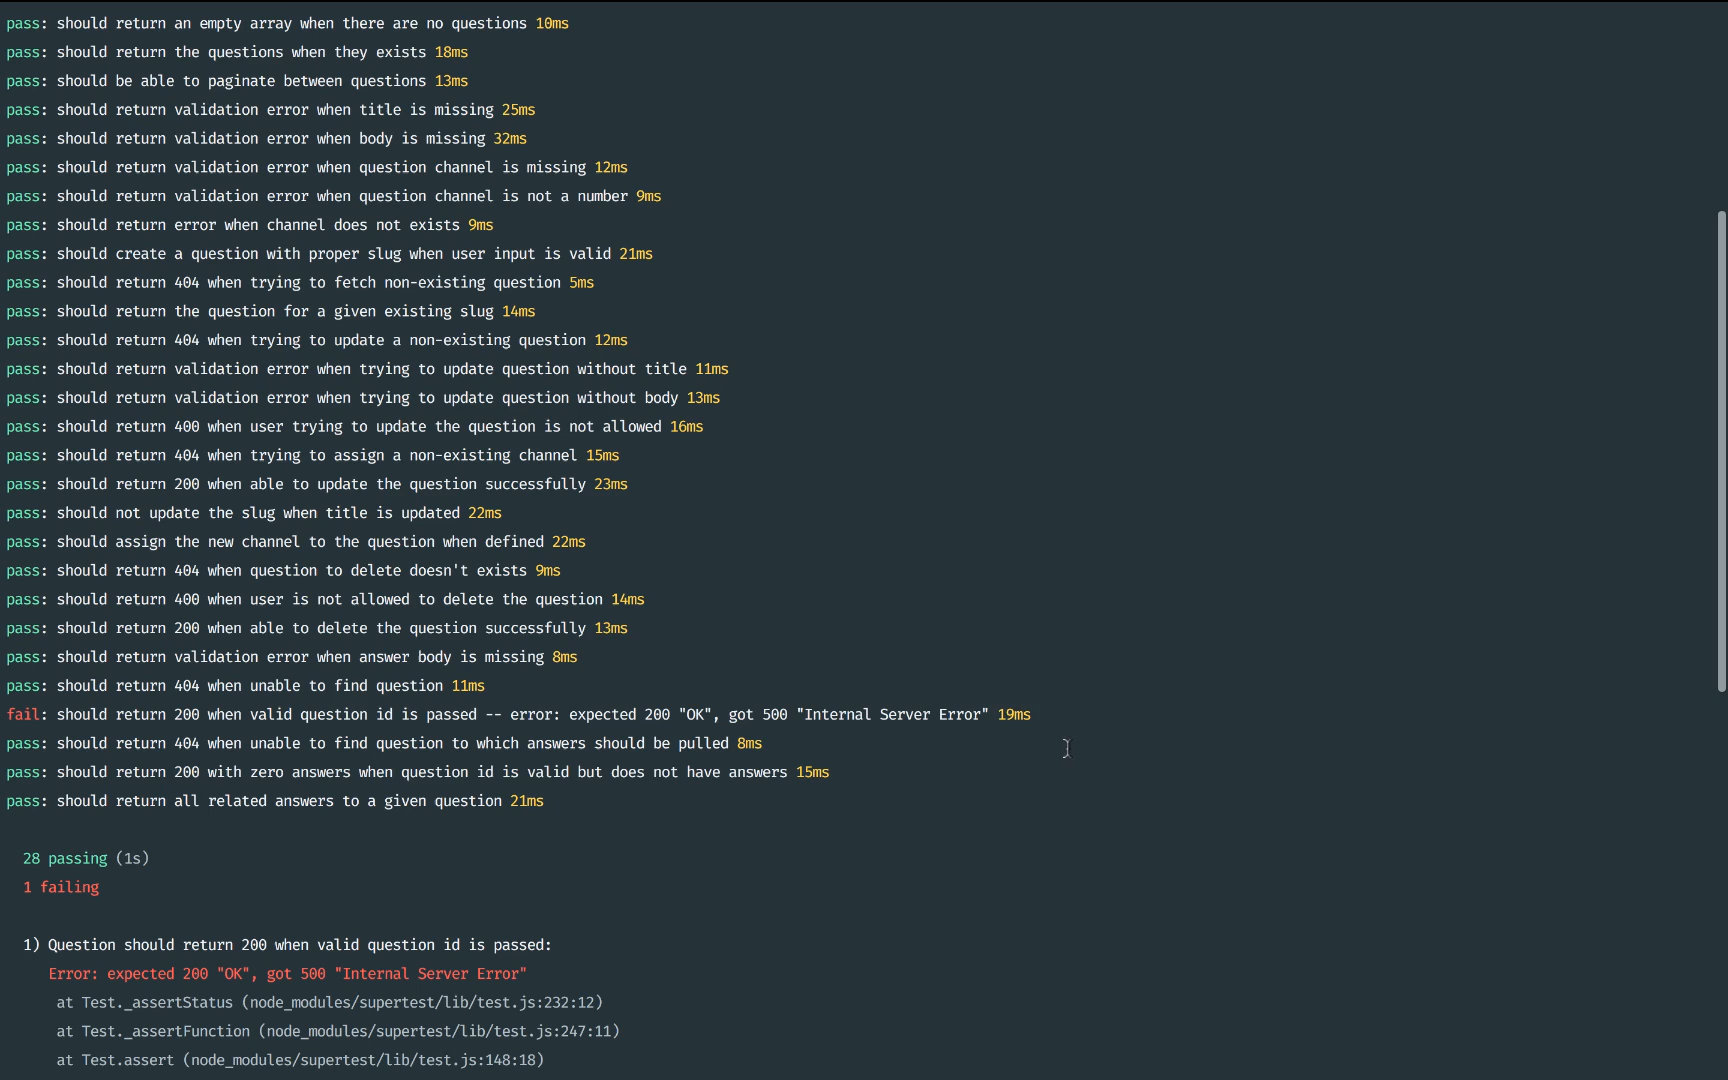 pass: should return an empty array when there are no questions 10ms
pass: should return the questions when they exists 18ms
pass: should be able to paginate between questions 13ms
pass: should return validation error when title is missing 25ms
pass: should return validation error when body is missing 32ms
pass: should return validation error when question channel is missing 12ms
pass: should return validation error when question channel is not a number 9ms
pass: should return error when channel does not exists 9ms
pass: should create a question with proper slug when user input is valid 21ms
pass: should return 404 when trying to fetch non-existing question 5ms
pass: should return the question for a given existing slug 14ms
pass: should return 404 when trying to update a non-existing question 12ms
pass: should return validation error when trying to update question without title 11ms
pass: should return validation error when trying to update question without body 13ms
pass: should return 400 when user trying to update the question is not allowed 16ms
pass: should return 404 when trying to assign a non-existing channel 15ms
pass: should return 200 when able to update the question successfully 23ms
pass: should not update the slug when title is updated 22ms
pass: should assign the new channel to the question when defined 22ms
pass: should return 404 when question to delete doesn't exists 9ms
pass: should return 400 when user is not allowed to delete the question 14ms
pass: should return 200 when able to delete the question successfully 13ms
pass: should return validation error when answer body is missing 8ms
pass: should return 404 when unable to find question 11ms
fail: should return 200 when valid question id is passed -- error: expected 200 "OK", got 500 "Internal Server Error" 19ms
pass: should return 404 when unable to find question to which answers should be pulled 8ms
pass: should return 200 with zero answers when question id is valid but does not have answers 15ms
pass: should return all related answers to a given question 21ms
28 passing (1s)
1 failing
1) Question should return 200 when valid question id is passed:
Error: expected 200 "OK", got 500 "Internal Server Error"
at Test._assertStatus (node_modules/supertest/lib/test.js:232:12)
at Test._assertFunction (node_modules/supertest/lib/test.js:247:11)
at Test.assert (node_modules/supertest/lib/test.js:148:18)